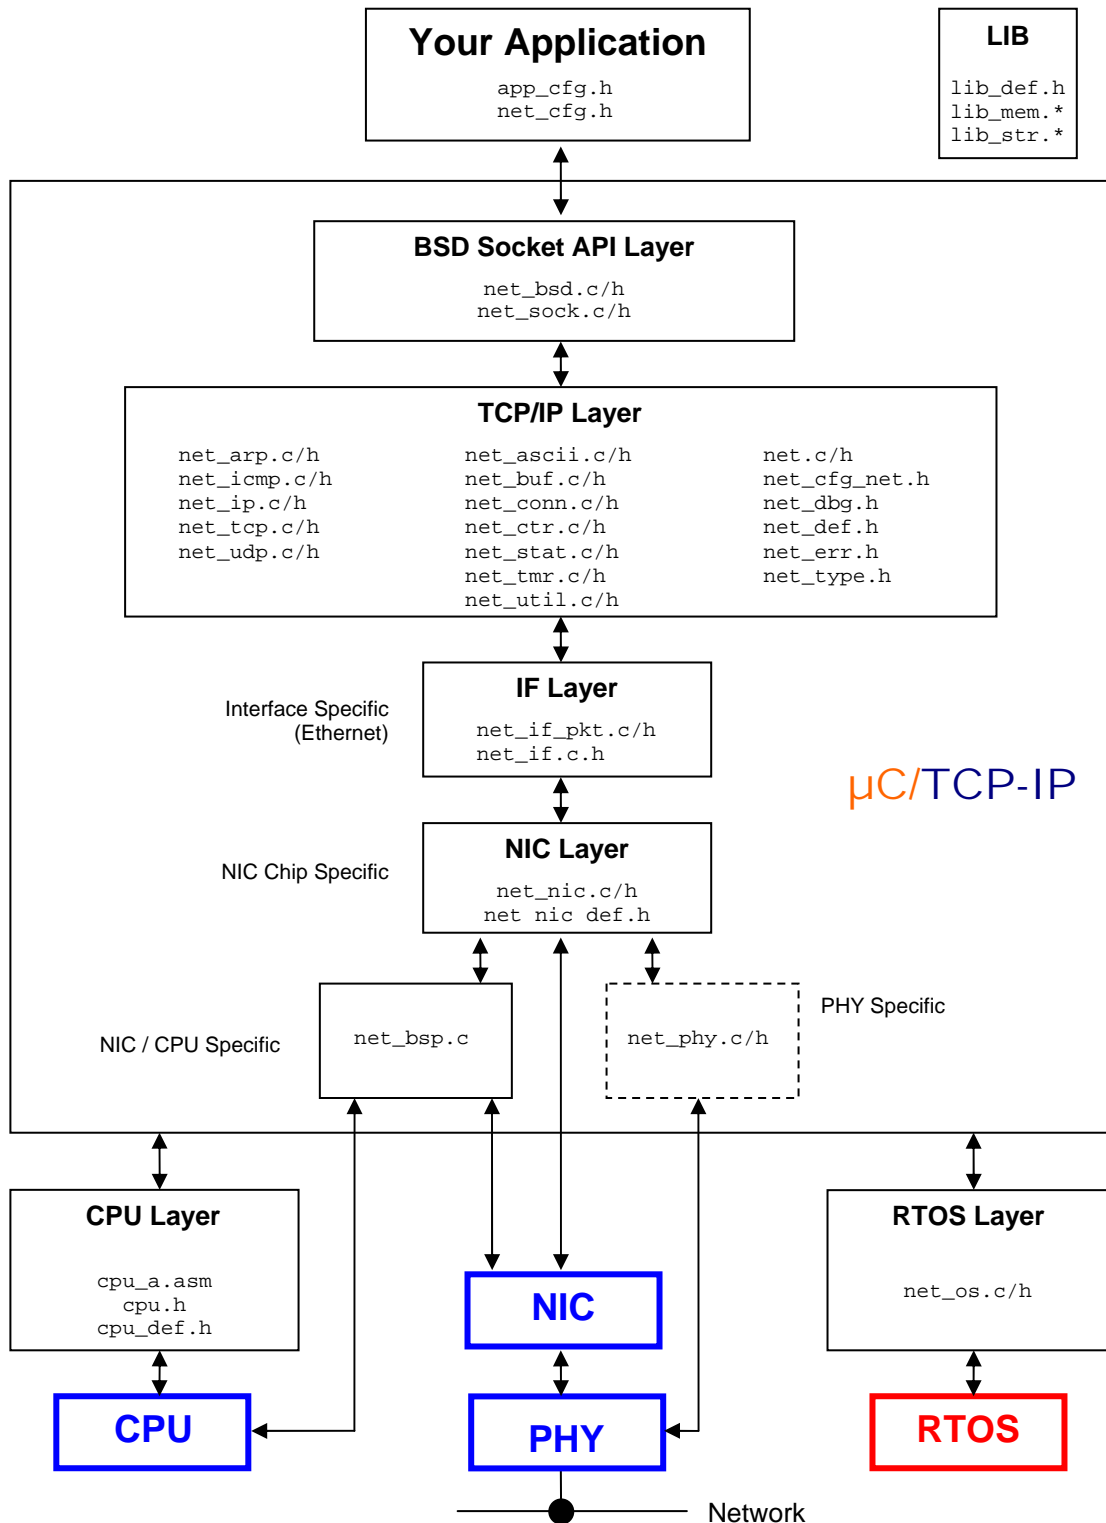 Your Application
app_cfg.h
net_cfg.h
LIB
lib_def.h
lib_mem.*
lib_str.*
BSD Socket API Layer
net_bsd.c/h
net_sock.c/h
TCP/IP Layer
net_arp.c/h
net_icmp.c/h
net_ip.c/h
net_tcp.c/h
net_udp.c/h
net_ascii.c/h
net_buf.c/h
net_conn.c/h
net_ctr.c/h
net_stat.c/h
net_tmr.c/h
net_util.c/h
net.c/h
net_cfg_net.h
net_dbg.h
net_def.h
net_err.h
net_type.h
Interface Specific
(Ethernet)
IF Layer
net_if_pkt.c/h
net_if.c.h
µC/TCP-IP
NIC Chip Specific
NIC Layer
net_nic.c/h
net nic def.h
NIC / CPU Specific
net_bsp.c
net_phy.c/h
PHY Specific
CPU Layer
cpu_a.asm
cpu.h
cpu_def.h
RTOS Layer
net_os.c/h
NIC
CPU
PHY
RTOS
Network